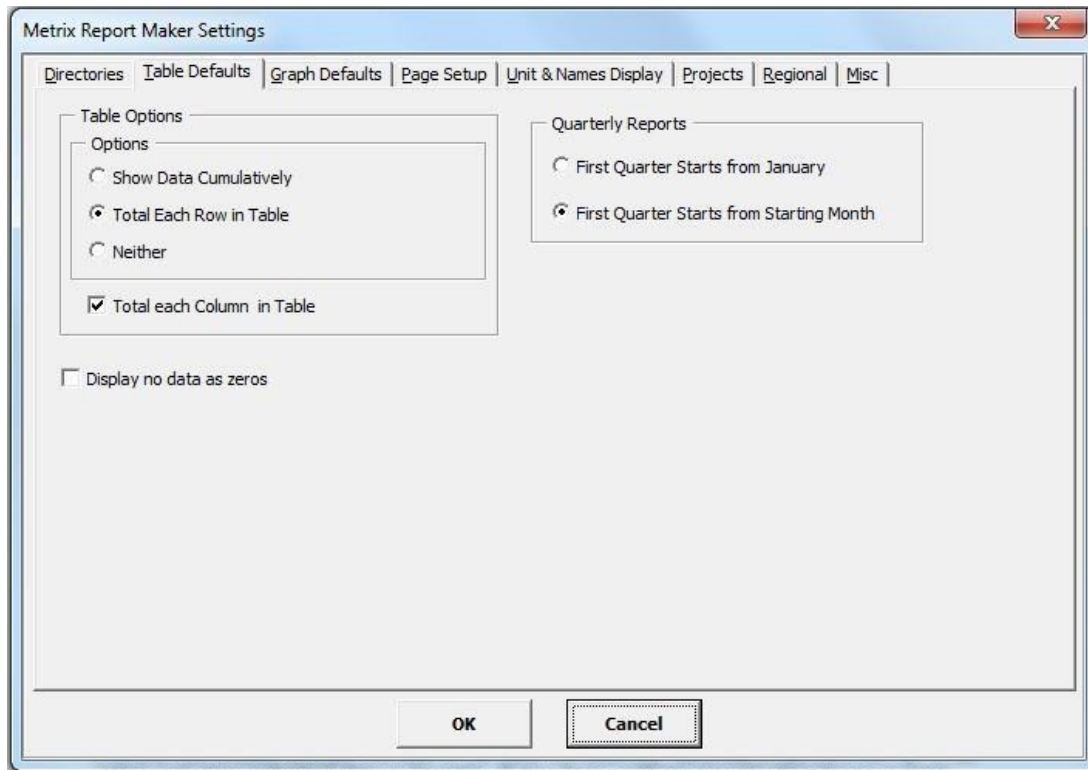 Metrix Report Maker Settings
Directories Table Defaults Graph Defaults Page Setup Unit & Names Display Projects Regional Misc
Table Options
Options
Show Data Cumulatively
Total Each Row in Table
Neither
Total each Column in Table
Display no data as zeros
Quarterly Reports
First Quarter Starts from January
First Quarter Starts from Starting Month
OK Cancel